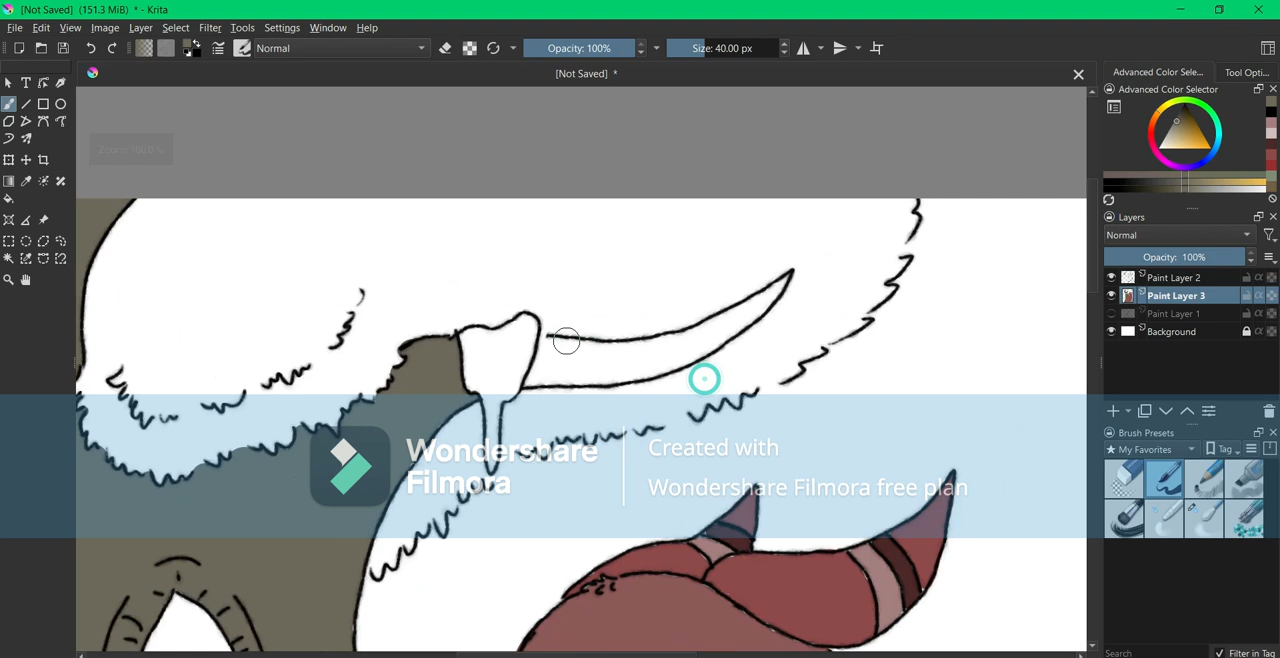 [Not Saved] (151.3 MiB) * - Krita
File Edit View Image Layer Select Filter Tools Settings Window Help
Normal Opacity: 100% Size: 40.00 px
[Not Saved] *
Advanced Color Sele... Tool Opti...
Advanced Color Selector
Zoom:
Layers
Normal
Opacity: 100%
Paint Layer 2
Paint Layer 3
Paint Layer 1
Background
Brush Presets
My Favorites Tag
Wondershare
Filmora
Created with
Wondershare Filmora free plan
Search Filter in Tag